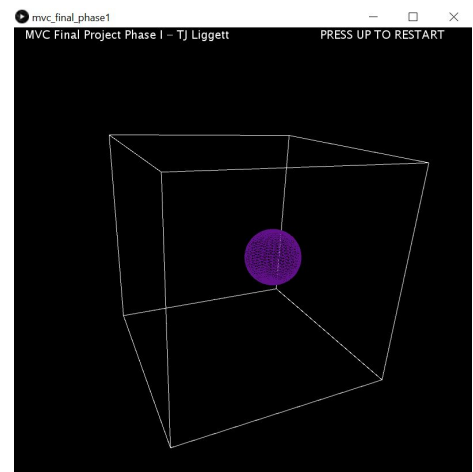 mvc_final_phase1
MVC Final Project Phase I – TJ Liggett
PRESS UP TO RESTART